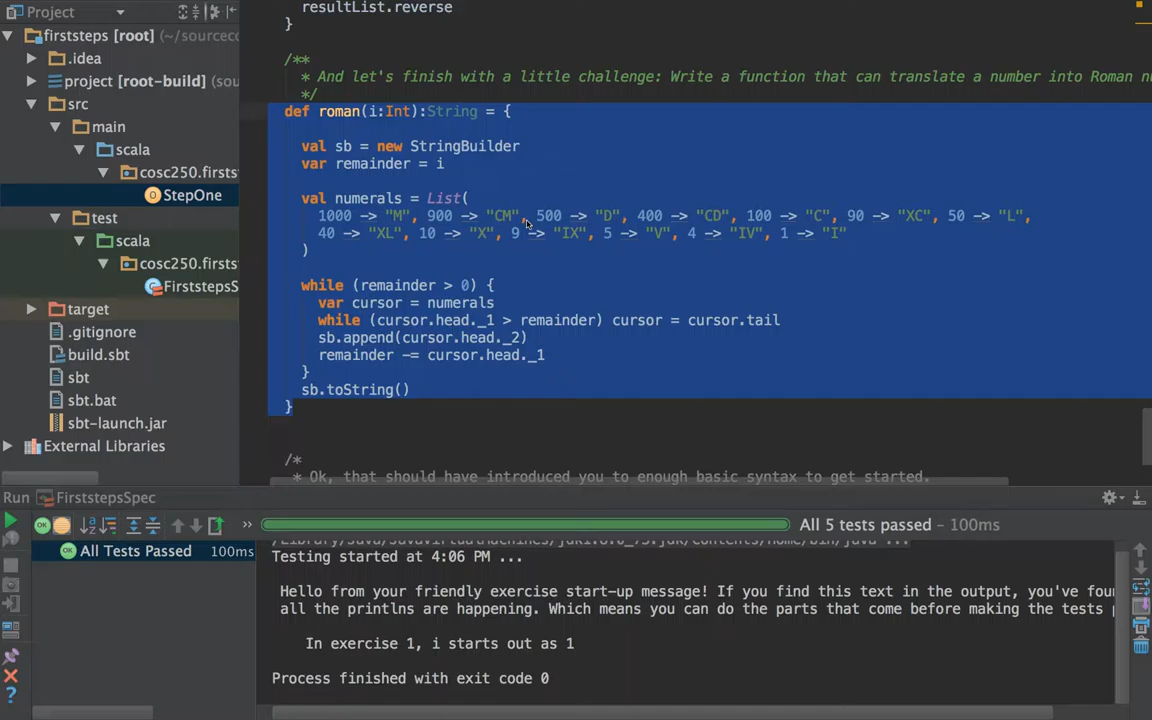 Project
resultList.reverse
firststeps [root] (~/sourcec
}
.idea
/**
project [root-build] (sou
* And let's finish with a little challenge: Write a function that can translate a number into Roman
*/
src
def roman(i:Int):String = {
main
scala
val sb = new StringBuilder
var remainder = i
cosc250.firsts
StepOne
val numerals = List(
test
1000 -> "M", 900 -> "CM", 500 -> "D", 400 -> "CD", 100 -> "C", 90 -> "XC", 50 -> "L",
40 -> "XL", 10 -> "X", 9 -> "IX", 5 -> "V", 4 -> "IV", 1 -> "I"
scala
)
cosc250.firsts
FirststepsS
while (remainder > 0) {
var cursor = numerals
target
while (cursor.head._1 > remainder) cursor = cursor.tail
.gitignore
sb.append(cursor.head._2)
build.sbt
remainder -= cursor.head._1
}
sbt
sb.toString()
sbt.bat
}
sbt-launch.jar
External Libraries
/*
* Ok, that should have introduced you to enough basic syntax to get started.
Run FirststepsSpec
All 5 tests passed – 100ms
All Tests Passed 100ms
Testing started at 4:06 PM ...
Hello from your friendly exercise start-up message! If you find this text in the output, you've fou
all the printlns are happening. Which means you can do the parts that come before making the tests
In exercise 1, i starts out as 1
Process finished with exit code 0